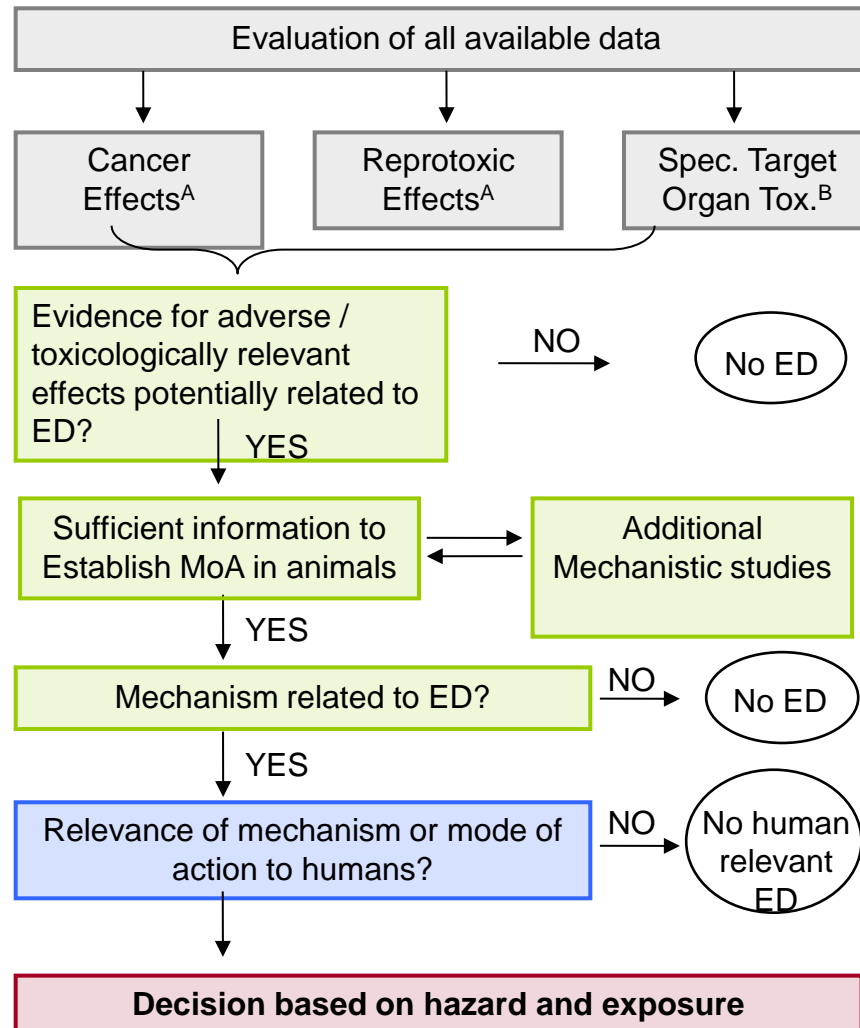 Evaluation of all available data
Cancer
Effects^A
Reprotoxic
Effects^A
Spec. Target
Organ Tox.^B
Evidence for adverse /
toxicologically relevant
effects potentially related to
ED?
NO
No ED
YES
Sufficient information to
Establish MoA in animals
Additional
Mechanistic studies
YES
Mechanism related to ED?
NO
No ED
YES
Relevance of mechanism or mode of
action to humans?
NO
No human
relevant
ED
Decision based on hazard and exposure